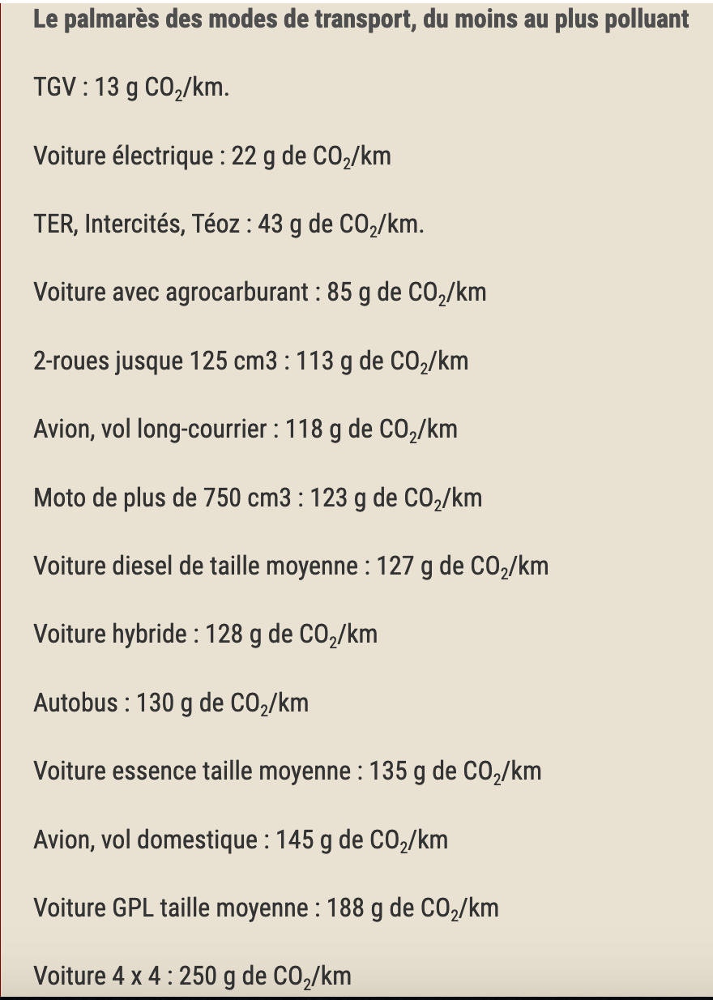 Le palmarès des modes de transport, du moins au plus polluant
TGV : 13 g CO₂/km.
Voiture électrique : 22 g de CO₂/km
TER, Intercités, Téoz : 43 g de CO₂/km.
Voiture avec agrocarburant : 85 g de CO₂/km
2-roues jusque 125 cm3 : 113 g de CO₂/km
Avion, vol long-courrier : 118 g de CO₂/km
Moto de plus de 750 cm3 : 123 g de CO₂/km
Voiture diesel de taille moyenne : 127 g de CO₂/km
Voiture hybride : 128 g de CO₂/km
Autobus : 130 g de CO₂/km
Voiture essence taille moyenne : 135 g de CO₂/km
Avion, vol domestique : 145 g de CO₂/km
Voiture GPL taille moyenne : 188 g de CO₂/km
Voiture 4 x 4 : 250 g de CO₂/km